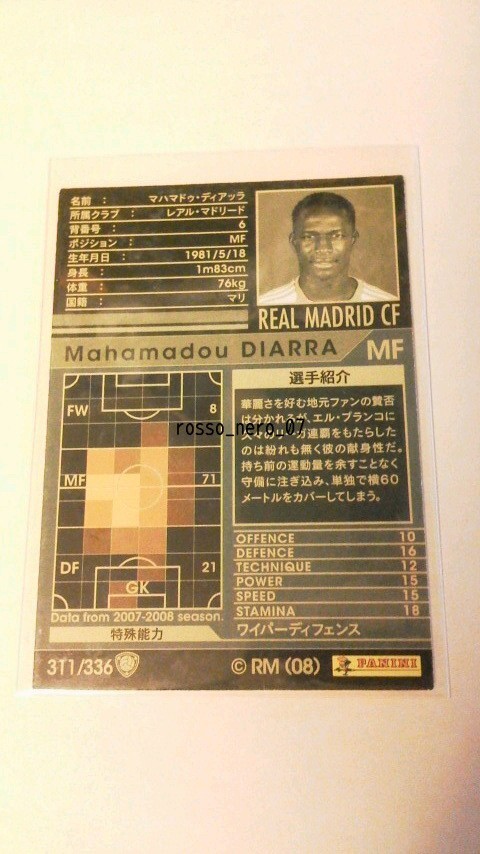 名前 : マハマドゥ・ディアッラ
所属クラブ : レアル・マドリード
背番号 : 6
ポジション : MF
生年月日 : 1981/5/18
身長 : 1m83cm
体重 : 76kg
国籍 : マリ
REAL MADRID CF
Mahamadou DIARRA MF
FW 8
MF 71
DF 21
GK
Data from 2007-2008 season.
特殊能力
選手紹介
華麗さを好む地元ファンの賛否
は分かれるが、エル・ブランコに
の連覇をもたらした
のは紛れも無く彼の献身性だ。
持ち前の運動量を余すことなく
守備に注ぎ込み、単独で横60
メートルをカバーしてしまう。
rosso_nero_07
OFFENCE 10
DEFENCE 16
TECHNIQUE 12
POWER 15
SPEED 15
STAMINA 18
ワイパーディフェンス
311/336
© RM (08)
PANINI